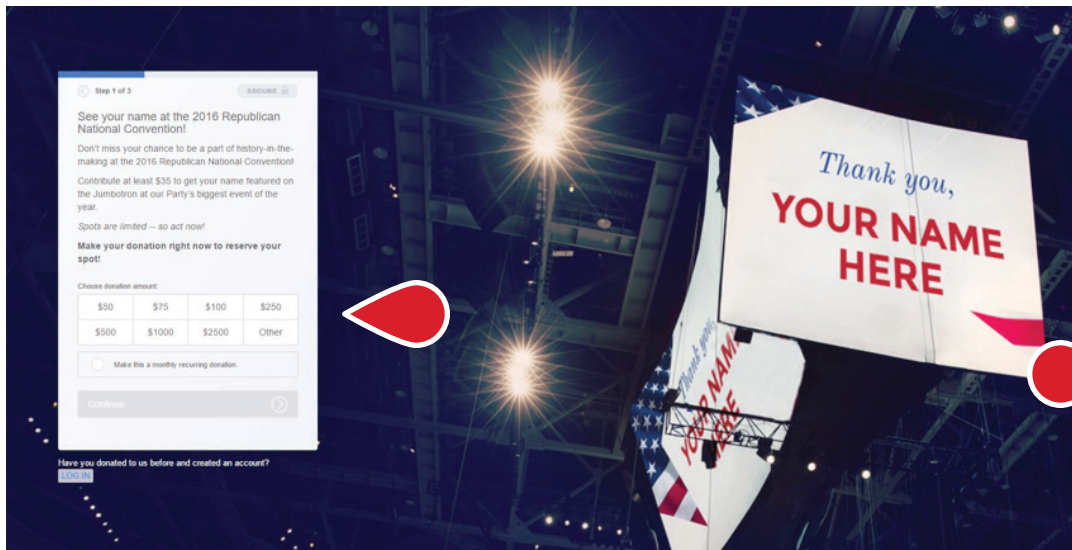 Step 1 of 3
SECURE
See your name at the 2016 Republican
National Convention!
Don't miss your chance to be a part of history-in-the-
making at the 2016 Republican National Convention!
Contribute at least $35 to get your name featured on
the Jumbotron at our Party's biggest event of the
year.
Spots are limited -- so act now!
Make your donation right now to reserve your
spot!
Choose donation amount:
$50 $75 $100 $250
$500 $1000 $2500 Other
Make this a monthly recurring donation.
Continue
Have you donated to us before and created an account?
LOG IN
Thank you,
YOUR NAME
HERE
Thank you,
YOUR NAME
HERE